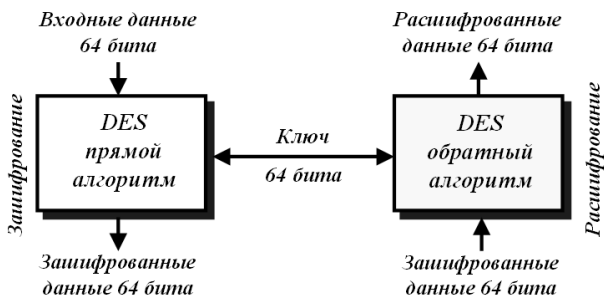 Входные данные
64 бита
Зашифрование
DES
прямой
алгоритм
Зашифрованные
данные 64 бита
Ключ
64 бита
Расшифрованные
данные 64 бита
DES
обратный
алгоритм
Расшифрование
Зашифрованные
данные 64 бита